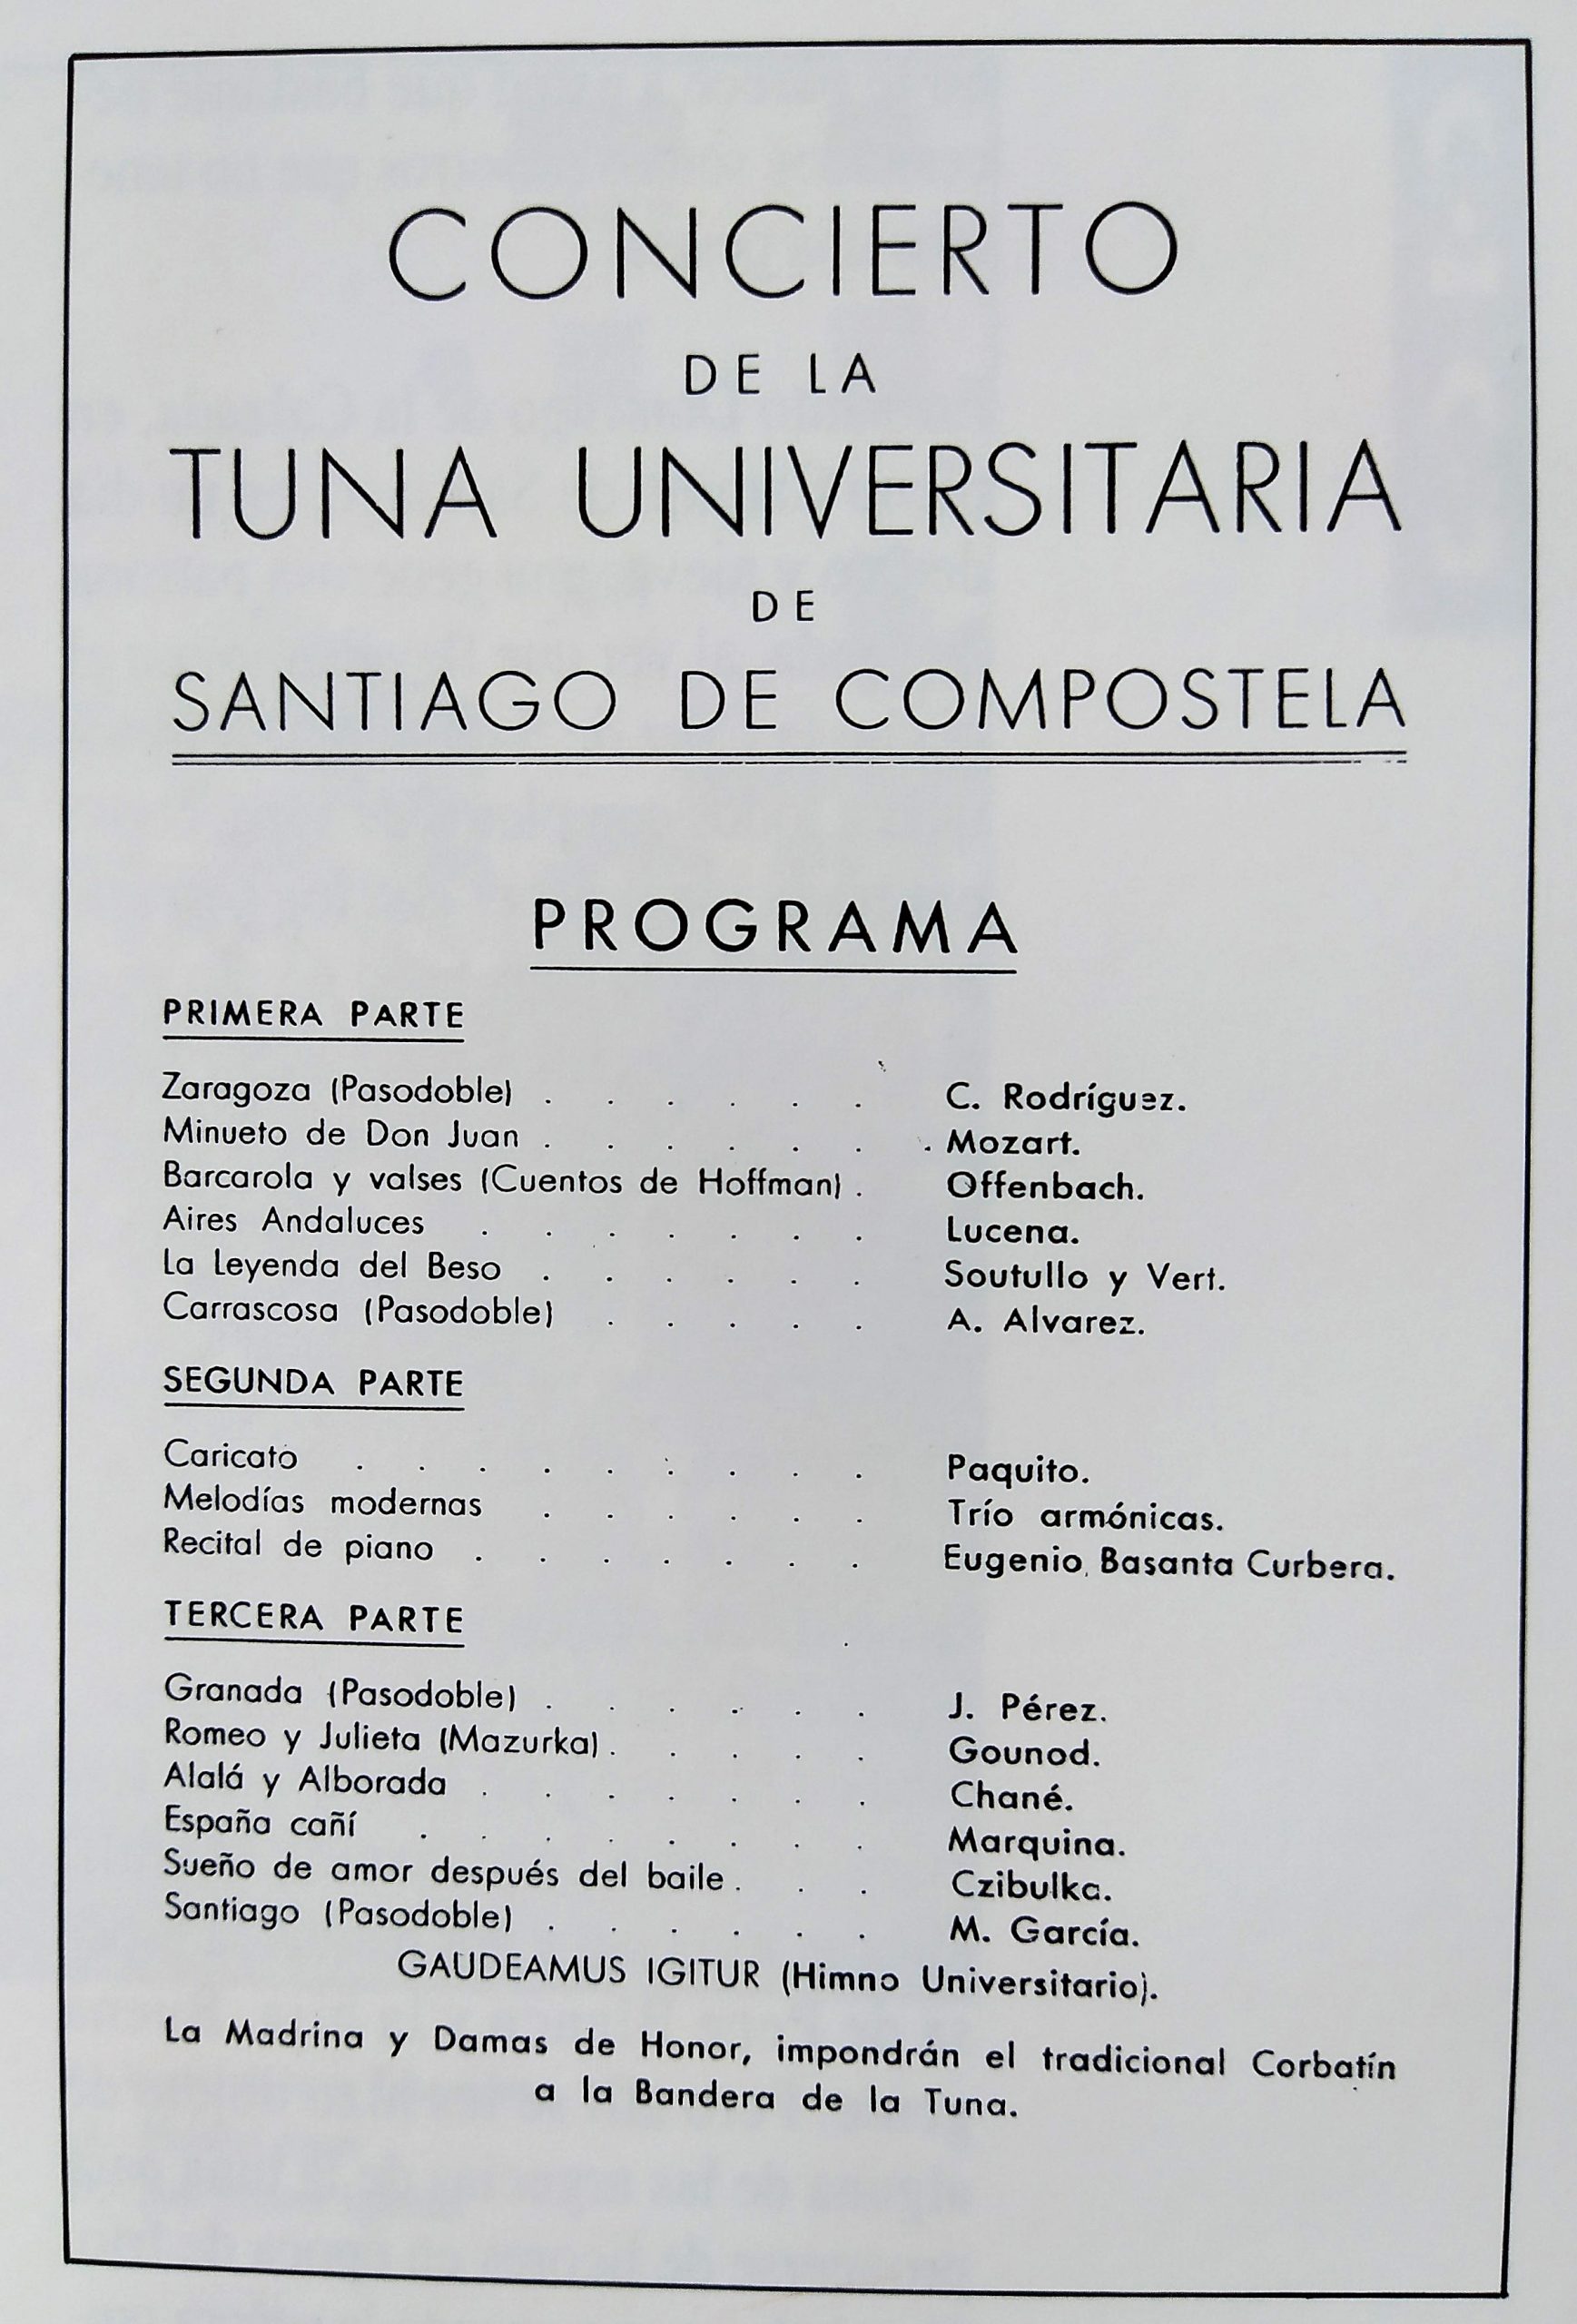 CONCIERTO
DE LA
TUNA UNIVERSITARIA
DE
SANTIAGO DE COMPOSTELA
PROGRAMA
PRIMERA PARTE
Zaragoza (Pasodoble) . . . . . . C. Rodríguez.
Minueto de Don Juan . . . . . . . Mozart.
Barcarola y valses (Cuentos de Hoffman) . Offenbach.
Aires Andaluces . . . . . . . Lucena.
La Leyenda del Beso . . . . . . Soutullo y Vert.
Carrascosa (Pasodoble) . . . . . A. Alvarez.
SEGUNDA PARTE
Caricato . . . . . . . . . Paquito.
Melodías modernas . . . . . . Trío armónicas.
Recital de piano . . . . . . . Eugenio Basanta Curbera.
TERCERA PARTE
Granada (Pasodoble) . . . . . . J. Pérez.
Romeo y Julieta (Mazurka) . . . . . Gounod.
Alalá y Alborada . . . . . . . Chané.
España cañí . . . . . . . . Marquina.
Sueño de amor después del baile . . . Czibulka.
Santiago (Pasodoble) . . . . . . M. García.
GAUDEAMUS IGITUR (Himno Universitario).
La Madrina y Damas de Honor, impondrán el tradicional Corbatín
a la Bandera de la Tuna.